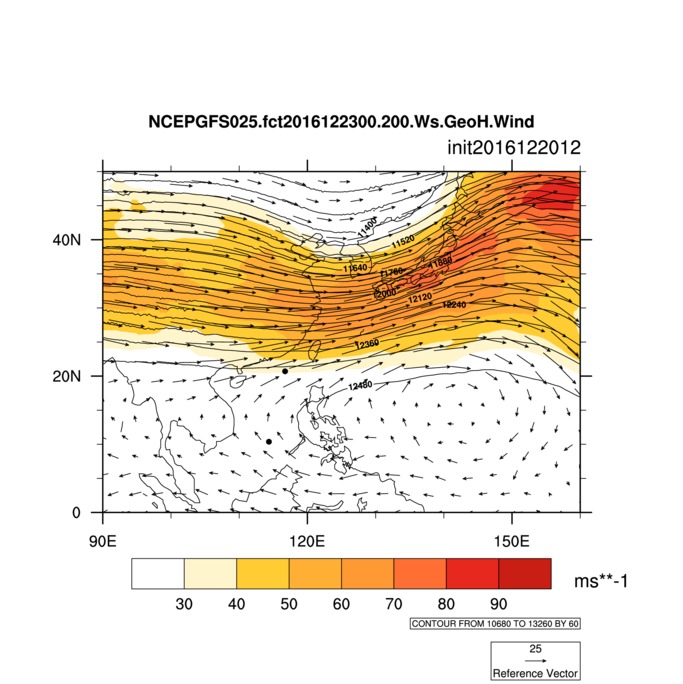 NCEPGFS025.fct2016122300.200.Ws.GeoH.Wind
init2016122012
11400
11520
11640
11760
11880
12000
12120
12240
12360
12480
40N
20N
0
90E 120E 150E
ms**-1
30 40 50 60 70 80 90
CONTOUR FROM 10680 TO 13260 BY 60
25
Reference Vector